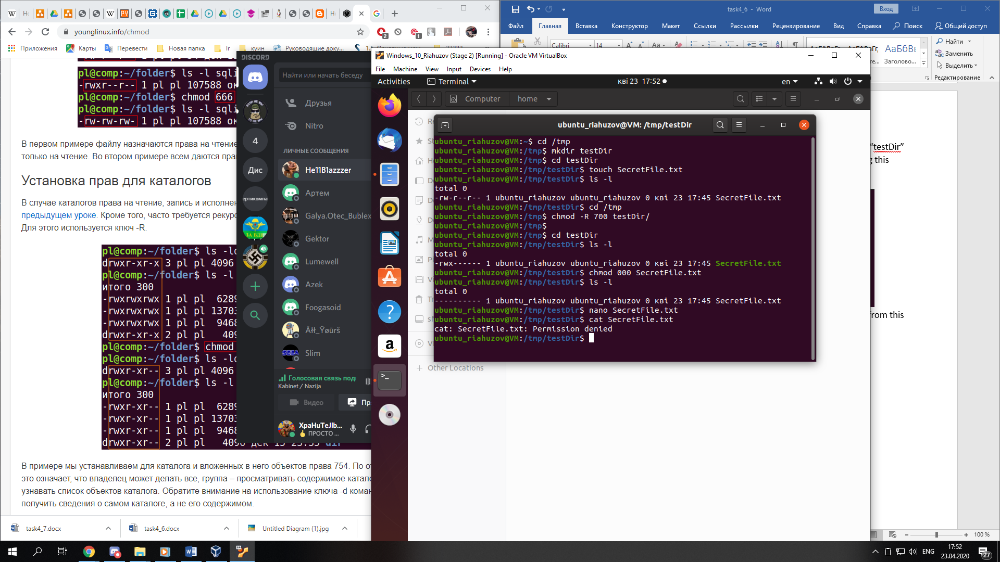 younglinux.info/chmod
Приложения
Карты
Перевести
Новая папка
Ir
куин
Руководящие доку...
pl@comp:~/folder$ ls -l sqli
-rwxr--r-- 1 pl pl 107588 ок
pl@comp:~/folder$ chmod 666
pl@comp:~/folder$ ls -l sqli
-rw-rw-rw- 1 pl pl 107588 ок
В первом примере файлу назначаются права на чтение
только на чтение. Во втором примере всем даются пра
Установка прав для каталогов
В случае каталогов права на чтение, запись и исполнен
предыдущем уроке. Кроме того, часто требуется рекурс
Для этого используется ключ -R.
pl@comp:~/folder$ ls -ld
drwxr-xr-x 3 pl pl 4096
pl@comp:~/folder$ ls -l
итого 300
-rwxrwxrwx 1 pl pl 6289
-rwxrwxrwx 1 pl pl 13703
-rwxrwxrwx 1 pl pl 9468
drwxr-xr-x 2 pl pl 409
pl@comp:~/folder$ chmod
pl@comp:~/folder$ ls -ld
drwxr-xr-- 3 pl pl 4096
pl@comp:~/folder$ ls -l
итого 300
-rwxr-xr-- 1 pl pl 6289
-rwxr-xr-- 1 pl pl 13703
-rwxr-xr-- 1 pl pl 9468
drwxr-xr-- 2 pl pl 4096 дек 15 23:35 dir
В примере мы устанавливаем для каталога и вложенных в него объектов права 754. По от
это означает, что владелец может делать все, группа – просматривать содержимое катало
узнавать список объектов каталога. Обратите внимание на использование ключа -d коман
получить сведения о самом каталоге, а не его содержимом.
task4_7.docx
task4_6.docx
Untitled Diagram (1).jpg
DISCORD
Найти или начать беседу
Друзья
Nitro
4
ЛИЧНЫЕ СООБЩЕНИЯ
Дис
He11B1azzzer
ертикомпа
Артем
Galya.Otec_Bublex
ЗА ВДВ
Gektor
Lumewell
Azek
Foogasoid
Āłł_Ÿøūrš
SEGA
Slim
Голосовая связь подк
Kabinet / Nazija
Видео
Пр
XpaHuTeJlb...
ПРОСТО ...
task4_6 - Word
Вход
Файл
Главная
Вставка
Конструктор
Макет
Ссылки
Рассылки
Рецензирование
Вид
Справка
Поиск
Общий доступ
Calibri
14
АаБбВі
Заголово...
Найти
Заменить
Выделить
Редактирование
“testDir”
this
rom this
100 %
Windows_10_Riahuzov (Stage 2) [Running] - Oracle VM VirtualBox
File Machine View Input Devices Help
Activities
Terminal
кві 23 17:52
en
Computer
home
Other Locations
ubuntu_riahuzov@VM: /tmp/testDir
ubuntu_riahuzov@VM:~$ cd /tmp
ubuntu_riahuzov@VM:/tmp$ mkdir testDir
ubuntu_riahuzov@VM:/tmp$ cd testDir
ubuntu_riahuzov@VM:/tmp/testDir$ touch SecretFile.txt
ubuntu_riahuzov@VM:/tmp/testDir$ ls -l
total 0
-rw-r--r-- 1 ubuntu_riahuzov ubuntu_riahuzov 0 кві 23 17:45 SecretFile.txt
ubuntu_riahuzov@VM:/tmp/testDir$ cd /tmp
ubuntu_riahuzov@VM:/tmp$ chmod -R 700 testDir/
ubuntu_riahuzov@VM:/tmp$
ubuntu_riahuzov@VM:/tmp$ cd testDir
ubuntu_riahuzov@VM:/tmp/testDir$ ls -l
total 0
-rwx------ 1 ubuntu_riahuzov ubuntu_riahuzov 0 кві 23 17:45 SecretFile.txt
ubuntu_riahuzov@VM:/tmp/testDir$ chmod 000 SecretFile.txt
ubuntu_riahuzov@VM:/tmp/testDir$ ls -l
total 0
---------- 1 ubuntu_riahuzov ubuntu_riahuzov 0 кві 23 17:45 SecretFile.txt
ubuntu_riahuzov@VM:/tmp/testDir$ nano SecretFile.txt
ubuntu_riahuzov@VM:/tmp/testDir$ cat SecretFile.txt
cat: SecretFile.txt: Permission denied
ubuntu_riahuzov@VM:/tmp/testDir$
ENG
17:52
23.04.2020
27